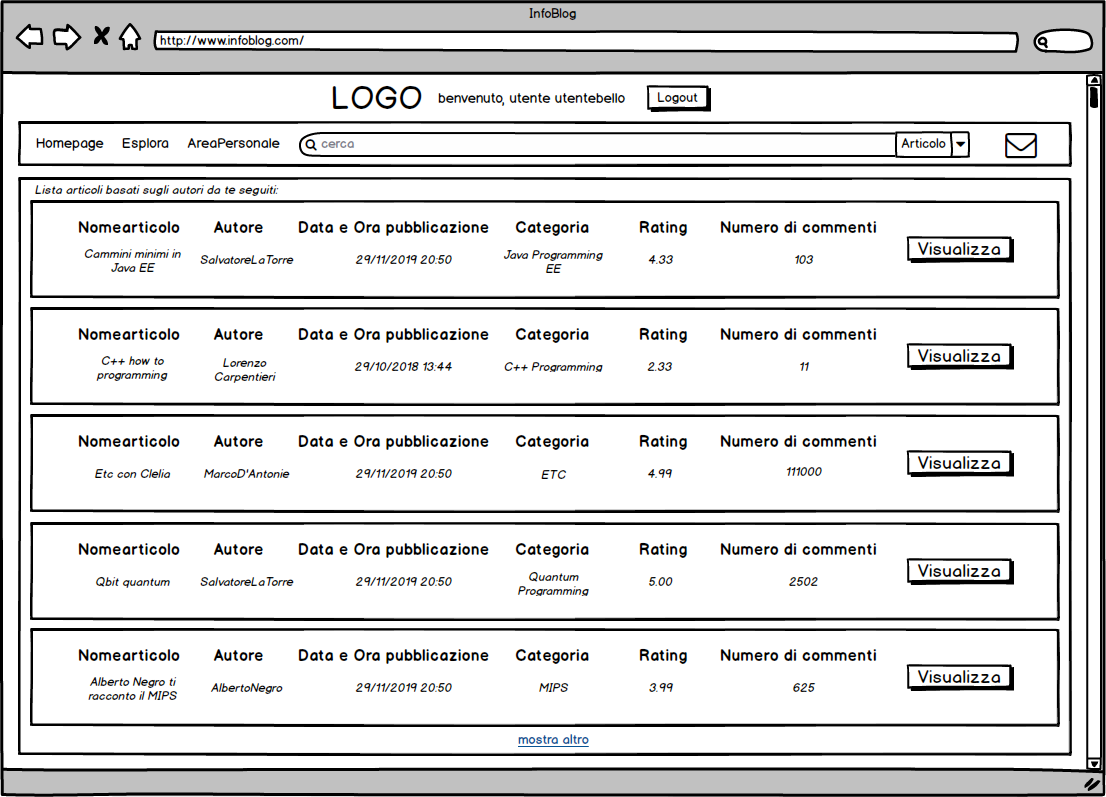 InfoBlog
http://www.infoblog.com/
LOGO benvenuto, utente utentebello Logout
Homepage Esplora AreaPersonale cerca Articolo
Lista articoli basati sugli autori da te seguiti:
Nomearticolo Autore Data e Ora pubblicazione Categoria Rating Numero di commenti
Cammini minimi in Java EE SalvatoreLaTorre 29/11/2019 20:50 Java Programming EE 4.33 103 Visualizza
Nomearticolo Autore Data e Ora pubblicazione Categoria Rating Numero di commenti
C++ how to programming Lorenzo Carpentieri 29/10/2018 13:44 C++ Programming 2.33 11 Visualizza
Nomearticolo Autore Data e Ora pubblicazione Categoria Rating Numero di commenti
Etc con Clelia MarcoD'Antonie 29/11/2019 20:50 ETC 4.99 111000 Visualizza
Nomearticolo Autore Data e Ora pubblicazione Categoria Rating Numero di commenti
Qbit quantum SalvatoreLaTorre 29/11/2019 20:50 Quantum Programming 5.00 2502 Visualizza
Nomearticolo Autore Data e Ora pubblicazione Categoria Rating Numero di commenti
Alberto Negro ti racconto il MIPS AlbertoNegro 29/11/2019 20:50 MIPS 3.99 625 Visualizza
mostra altro